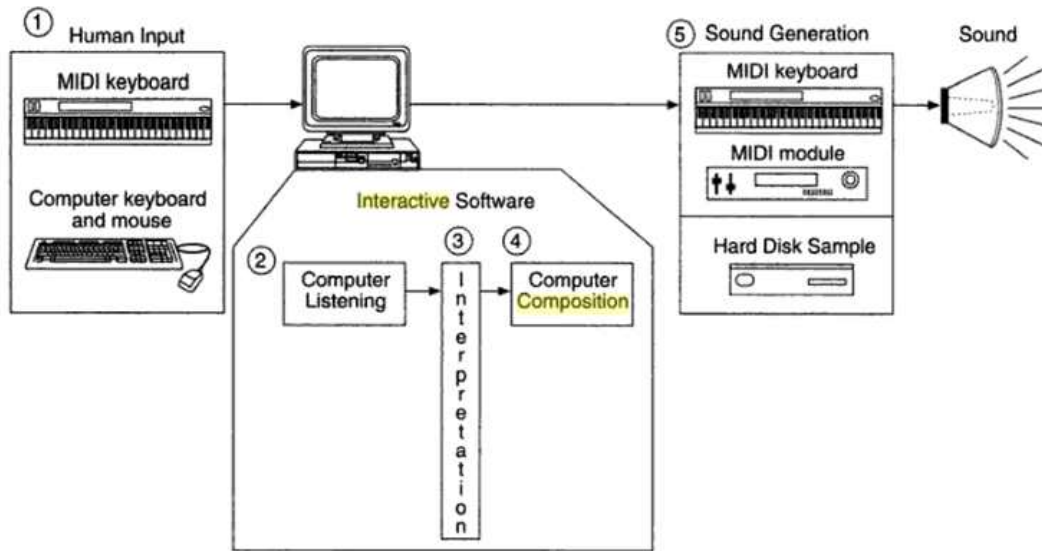 1
Human Input
MIDI keyboard
Computer keyboard
and mouse
Interactive Software
2
Computer
Listening
3
Interpretation
4
Computer
Composition
5
Sound Generation
MIDI keyboard
MIDI module
Hard Disk Sample
Sound